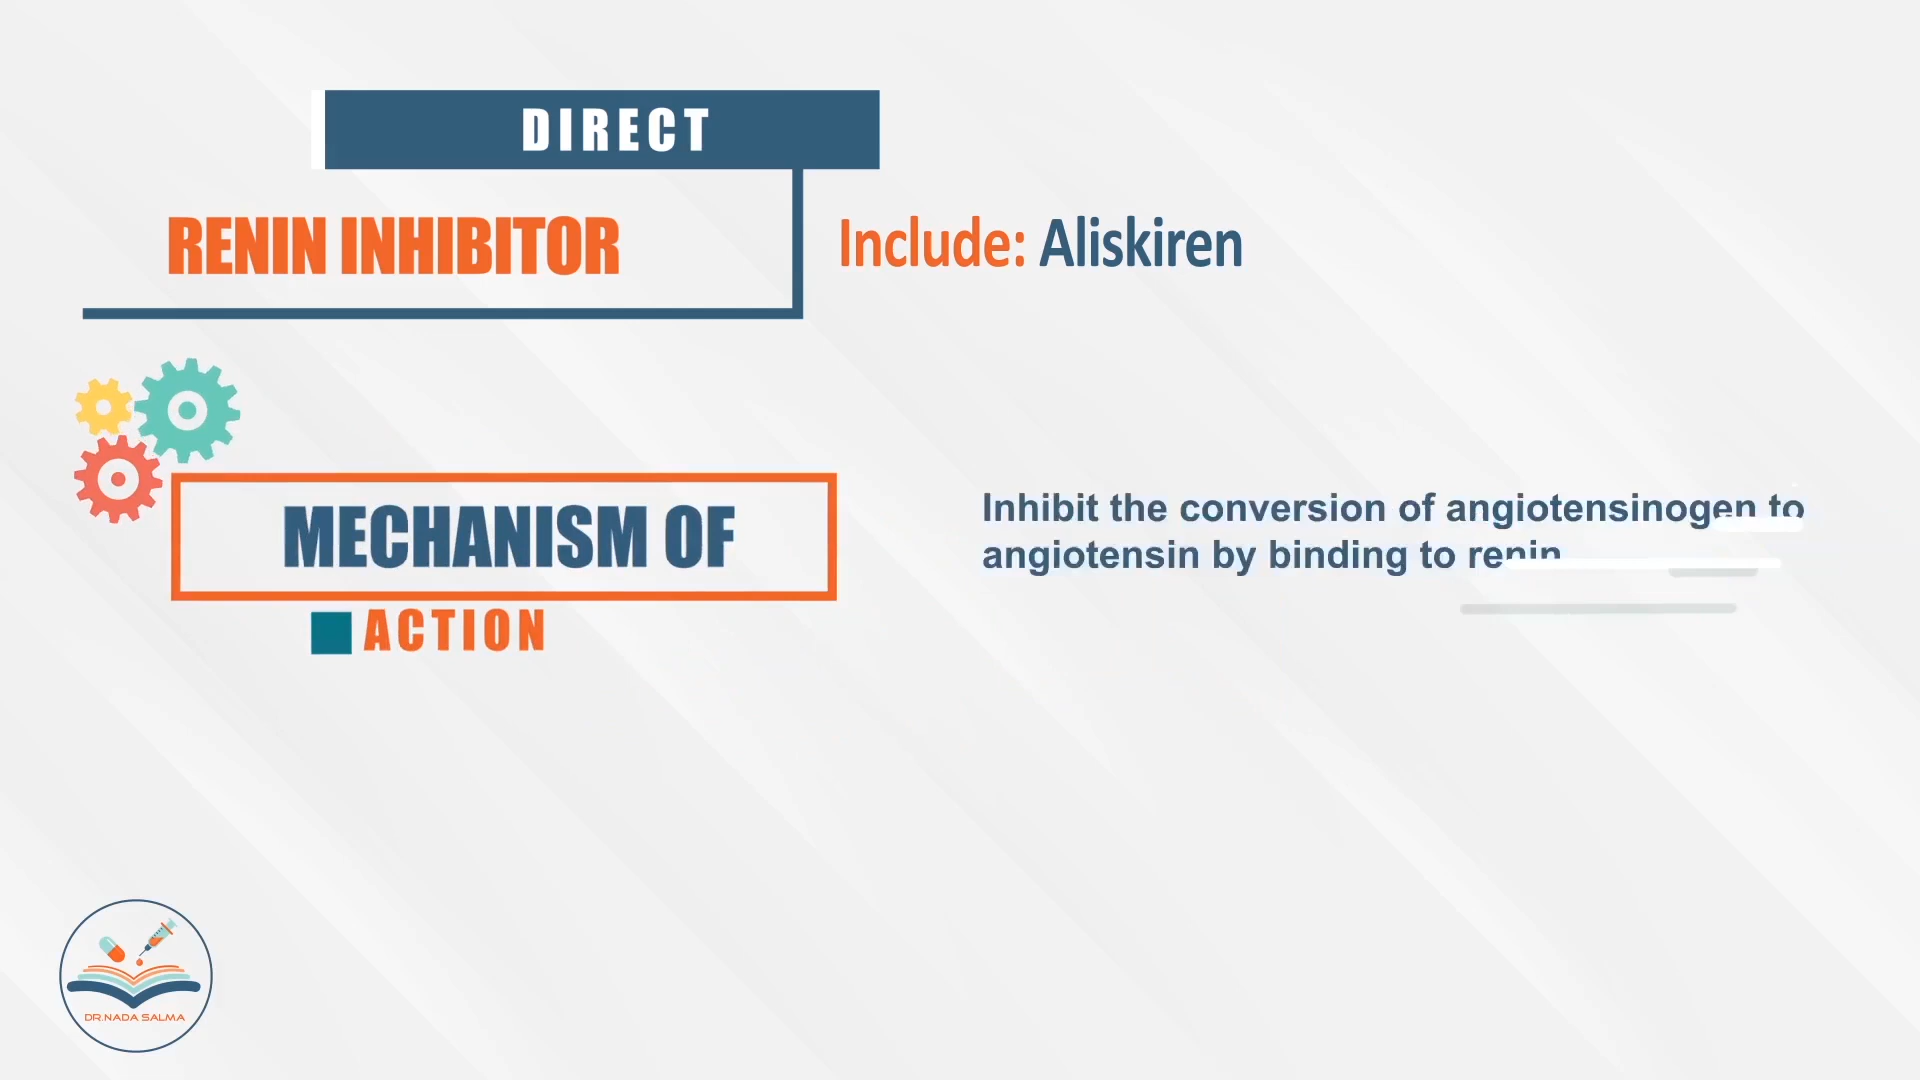 DIRECT
RENIN INHIBITOR
Include: Aliskiren
MECHANISM OF
ACTION
Inhibit the conversion of angiotensinogen to
angiotensin by binding to renin
DR.NADA SALMA